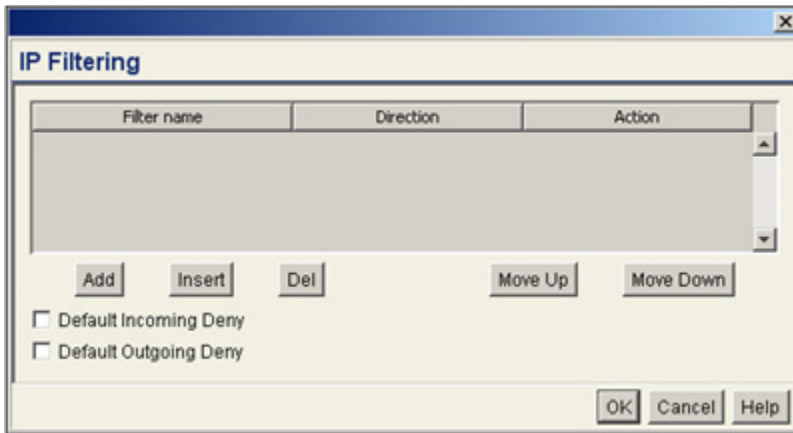 IP Filtering
Filter name Direction Action
Add Insert Del Move Up Move Down
Default Incoming Deny
Default Outgoing Deny
OK Cancel Help